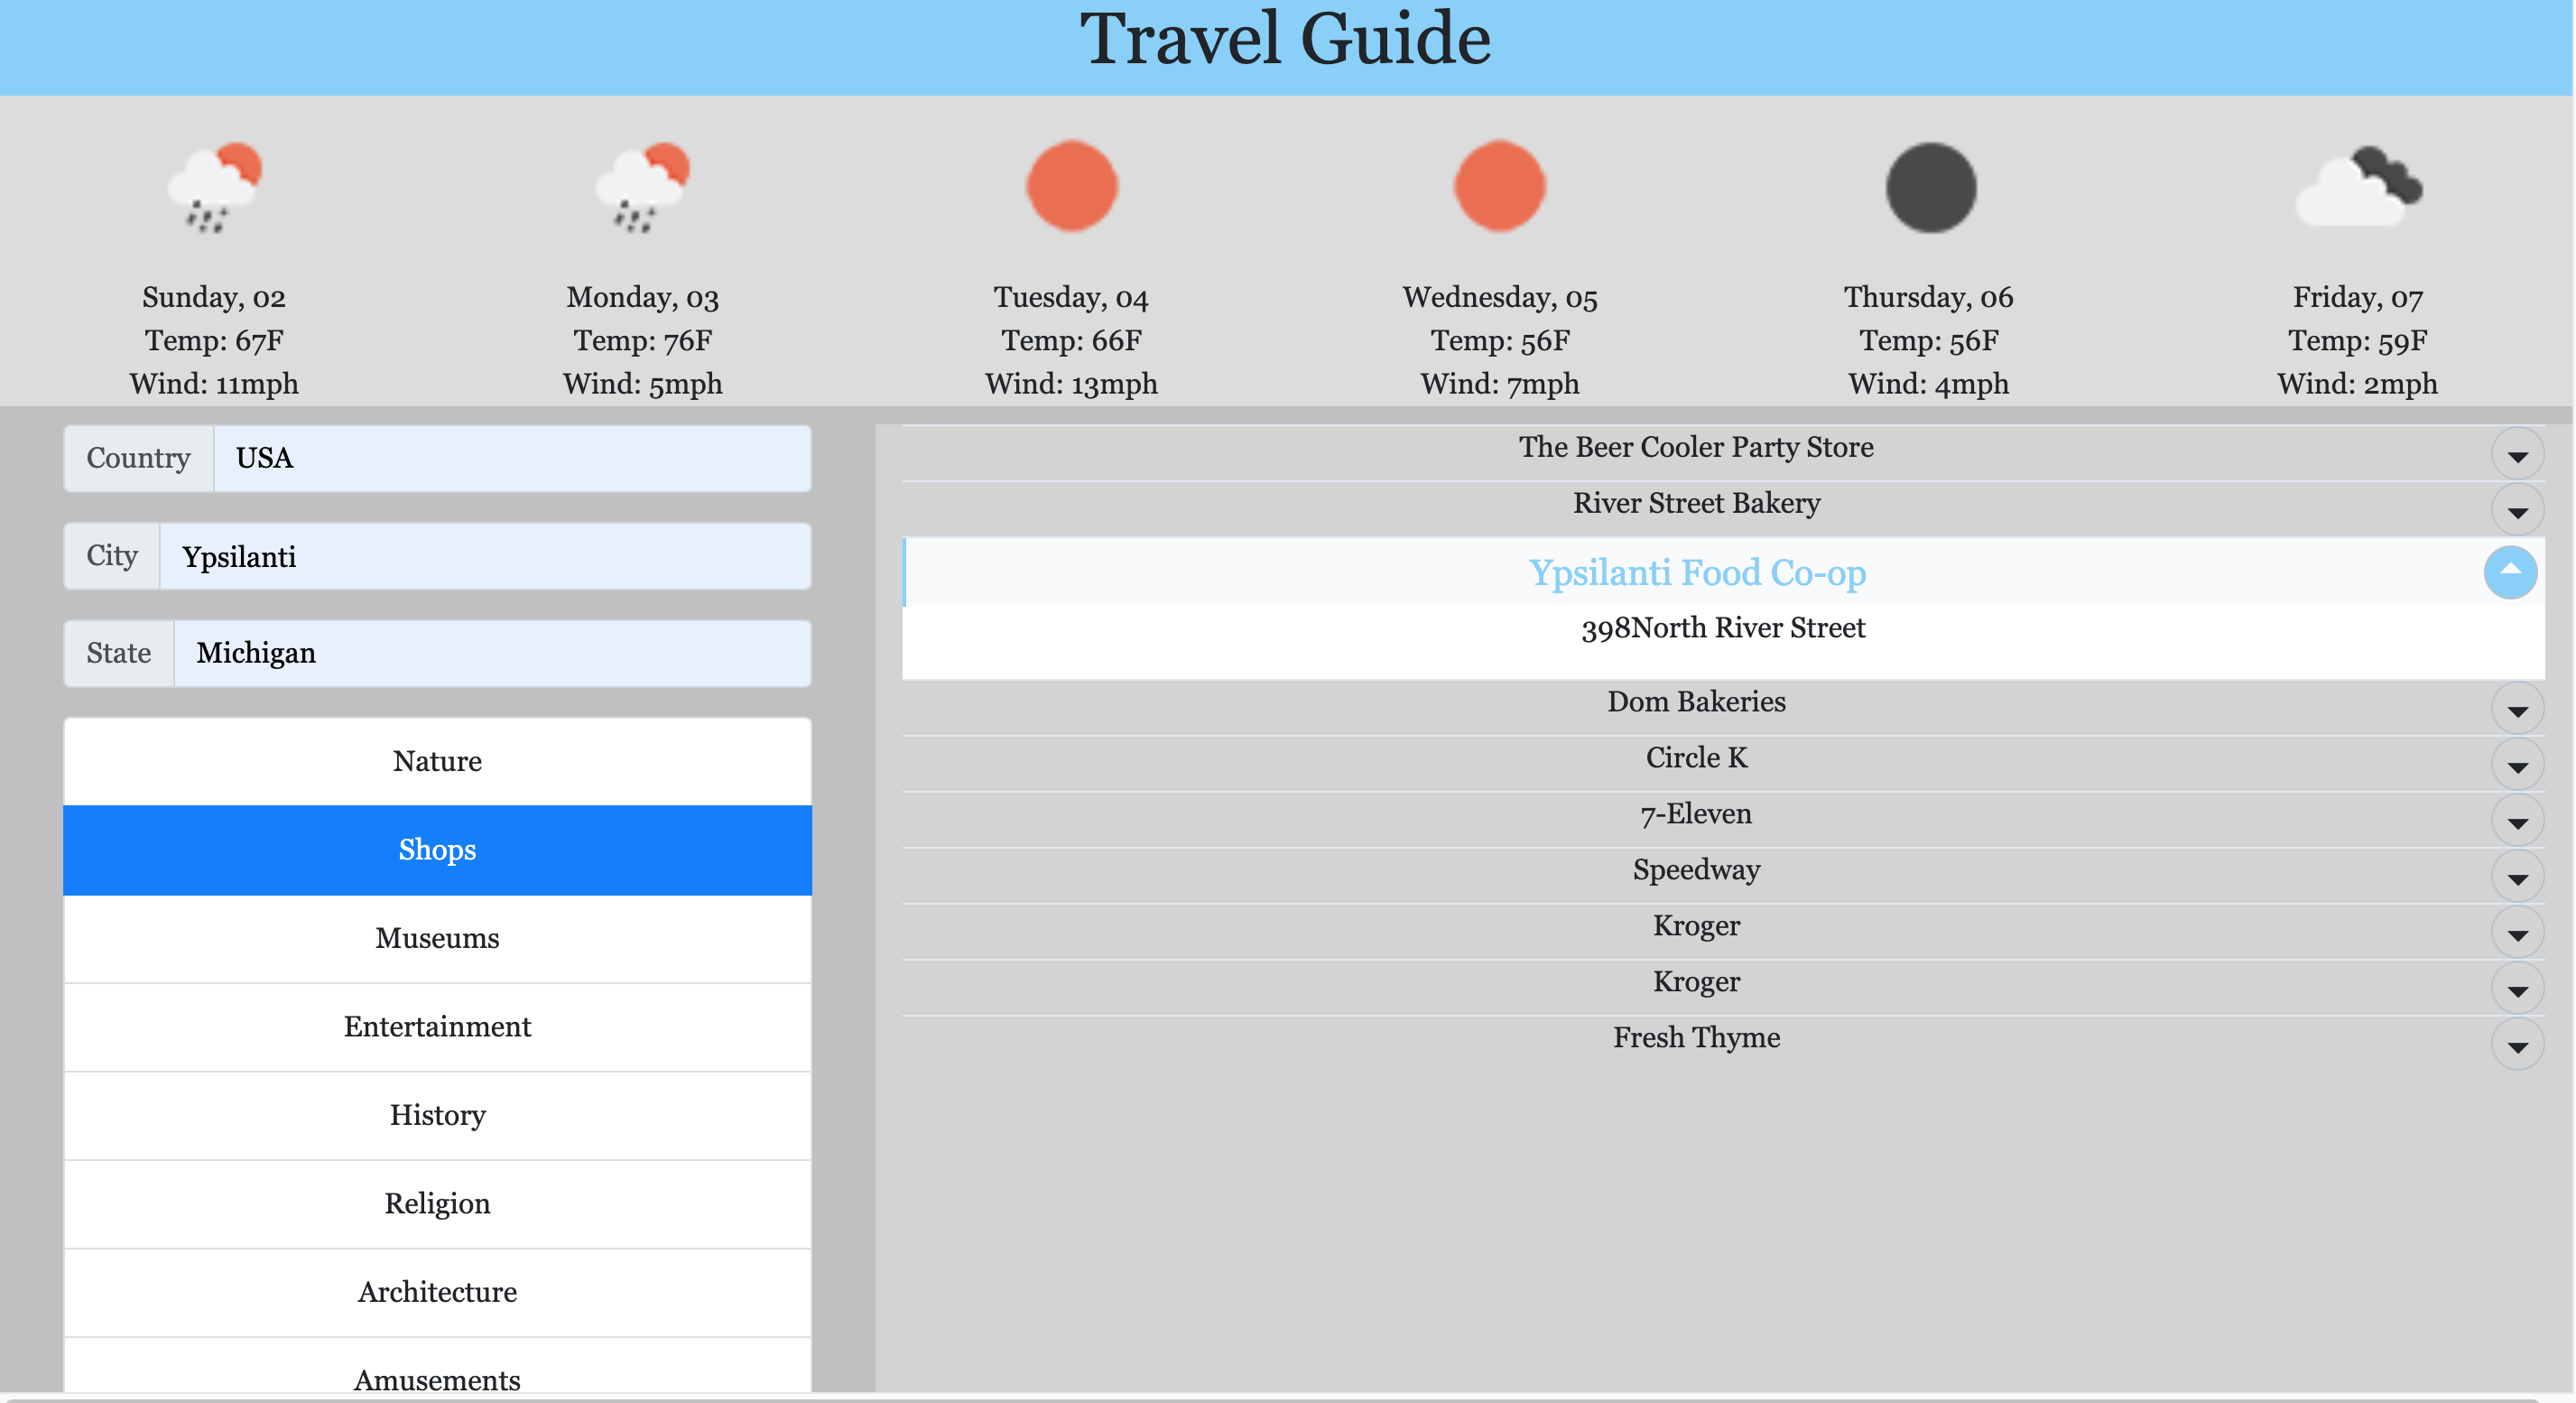 Travel Guide
Sunday, 02
Temp: 67F
Wind: 11mph
Monday, 03
Temp: 76F
Wind: 5mph
Tuesday, 04
Temp: 66F
Wind: 13mph
Wednesday, 05
Temp: 56F
Wind: 7mph
Thursday, 06
Temp: 56F
Wind: 4mph
Friday, 07
Temp: 59F
Wind: 2mph
Country USA
City Ypsilanti
State Michigan
Nature
Shops
Museums
Entertainment
History
Religion
Architecture
Amusements
The Beer Cooler Party Store
River Street Bakery
Ypsilanti Food Co-op
398North River Street
Dom Bakeries
Circle K
7-Eleven
Speedway
Kroger
Kroger
Fresh Thyme